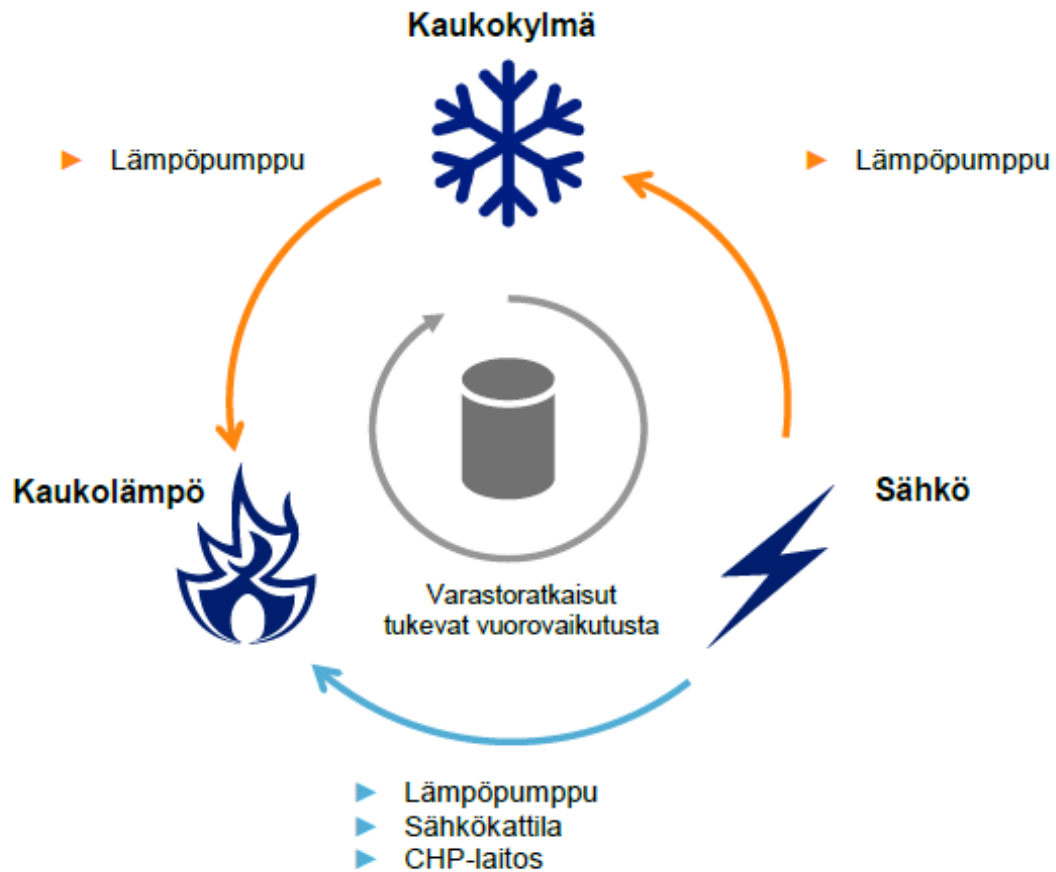 Kaukokylmä
Lämpöpumppu
Lämpöpumppu
Kaukolämpö
Sähkö
Varastoratkaisut
tukevat vuorovaikutusta
Lämpöpumppu
Sähkökattila
CHP-laitos